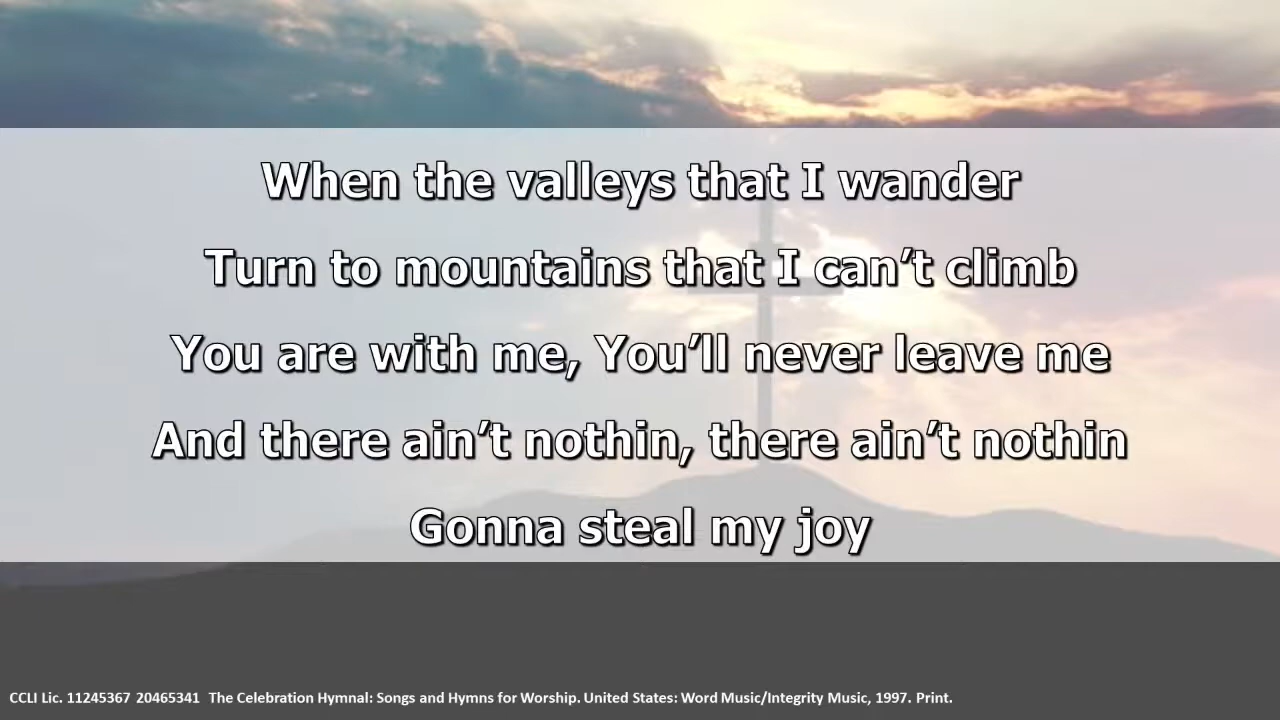 When the valleys that I wander
Turn to mountains that I can’t climb
You are with me, You’ll never leave me
And there ain’t nothin, there ain’t nothin
Gonna steal my joy
CCLI Lic. 11245367 20465341 The Celebration Hymnal: Songs and Hymns for Worship. United States: Word Music/Integrity Music, 1997. Print.